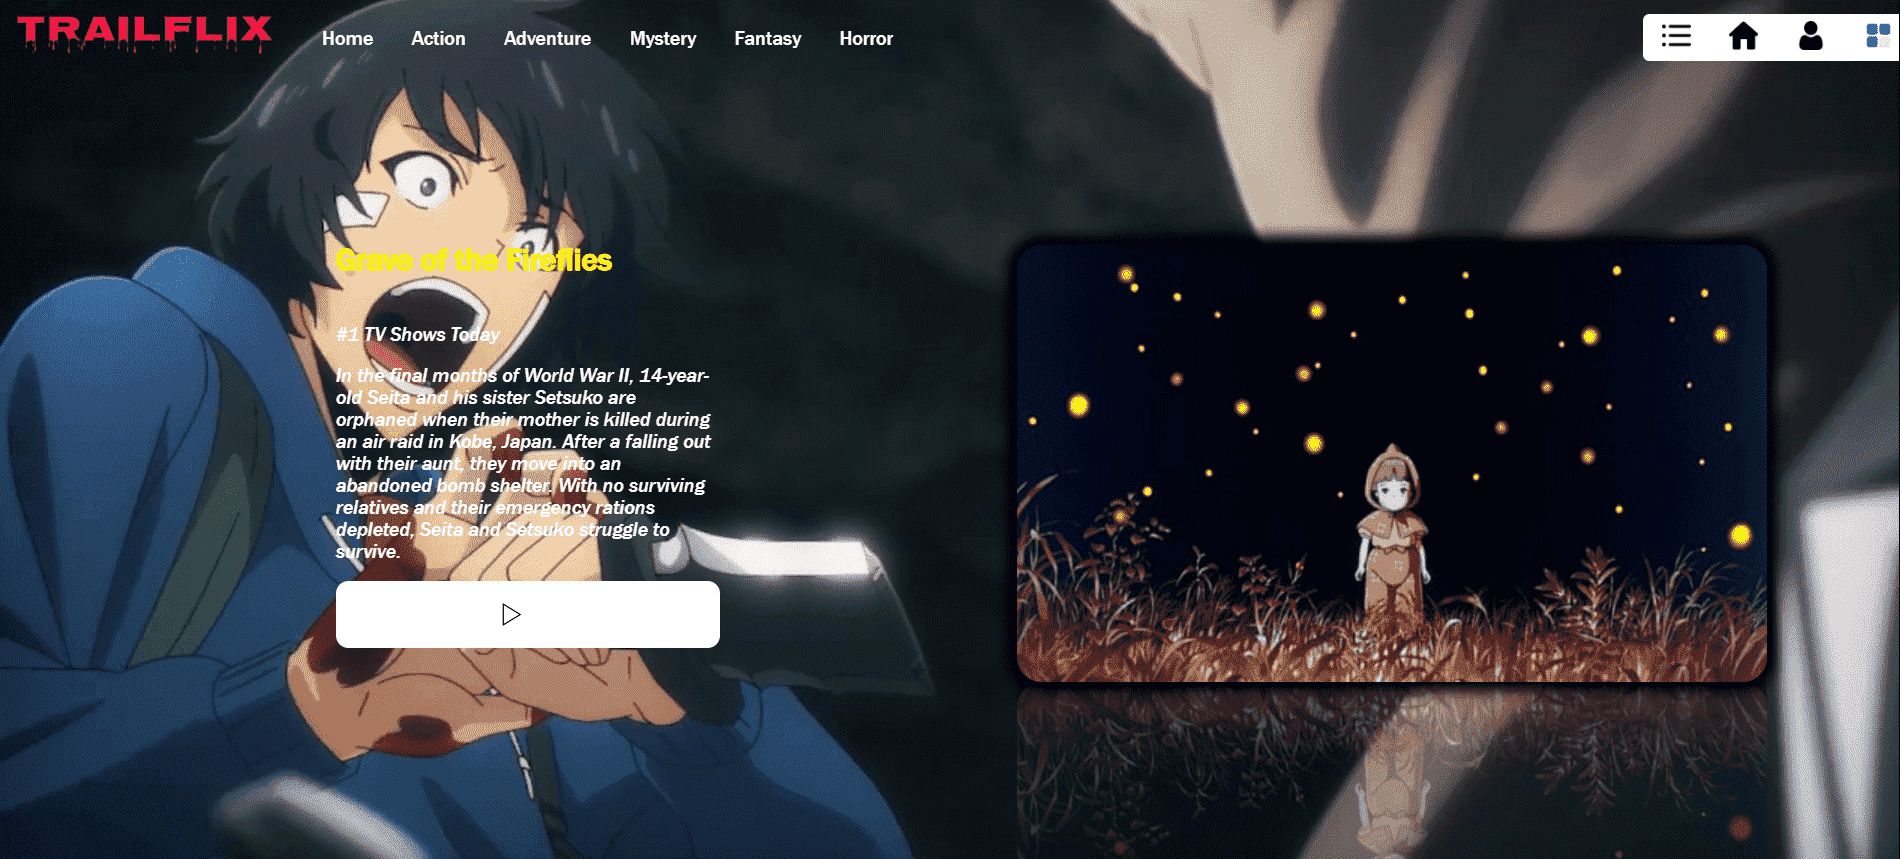 TRAILFLIX
Home Action Adventure Mystery Fantasy Horror
Grave of the Fireflies
#1 TV Shows Today
In the final months of World War II, 14-year-
old Seita and his sister Setsuko are
orphaned when their mother is killed during
an air raid in Kobe, Japan. After a falling out
with their aunt, they move into an
abandoned bomb shelter. With no surviving
relatives and their emergency rations
depleted, Seita and Setsuko struggle to
survive.